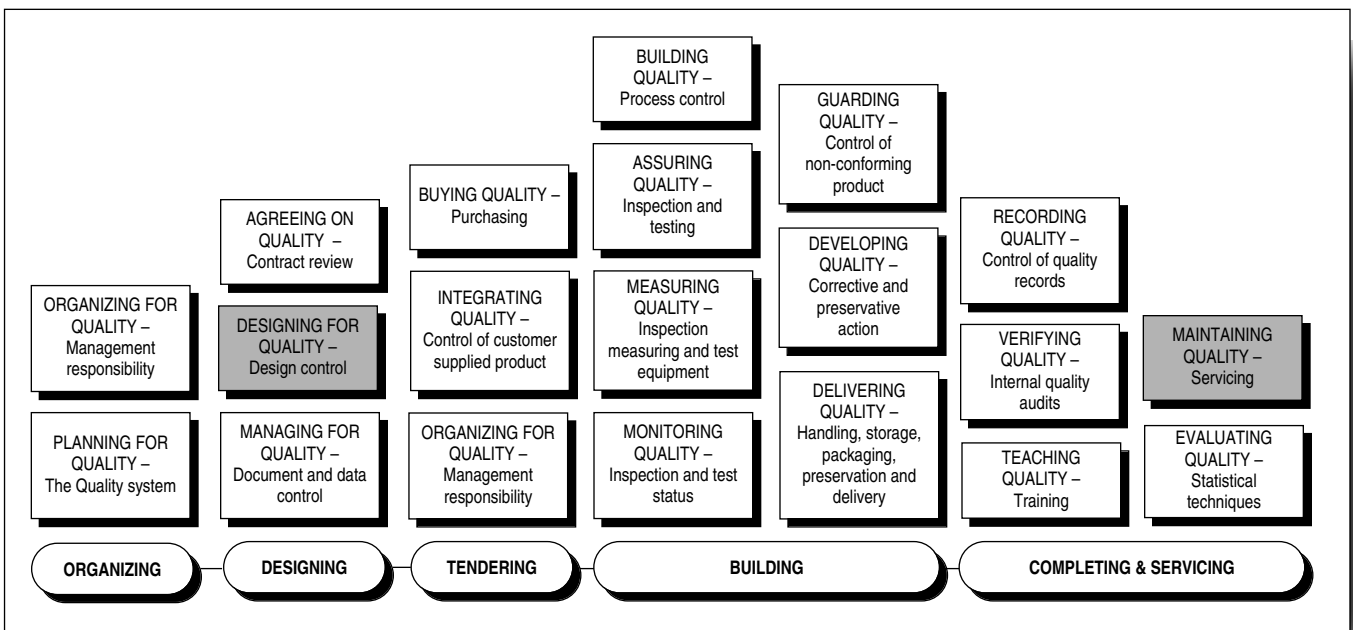 ORGANIZING FOR
QUALITY –
Management
responsibility
PLANNING FOR
QUALITY –
The Quality system
AGREEING ON
QUALITY –
Contract review
DESIGNING FOR
QUALITY –
Design control
MANAGING FOR
QUALITY –
Document and data
control
BUYING QUALITY –
Purchasing
INTEGRATING
QUALITY –
Control of customer
supplied product
ORGANIZING FOR
QUALITY –
Management
responsibility
BUILDING
QUALITY –
Process control
ASSURING
QUALITY –
Inspection and
testing
MEASURING
QUALITY –
Inspection
measuring and test
equipment
MONITORING
QUALITY –
Inspection and test
status
GUARDING
QUALITY –
Control of
non-conforming
product
DEVELOPING
QUALITY –
Corrective and
preservative
action
DELIVERING
QUALITY –
Handling, storage,
packaging,
preservation and
delivery
RECORDING
QUALITY –
Control of quality
records
VERIFYING
QUALITY –
Internal quality
audits
TEACHING
QUALITY –
Training
MAINTAINING
QUALITY –
Servicing
EVALUATING
QUALITY –
Statistical
techniques
ORGANIZING
DESIGNING
TENDERING
BUILDING
COMPLETING & SERVICING